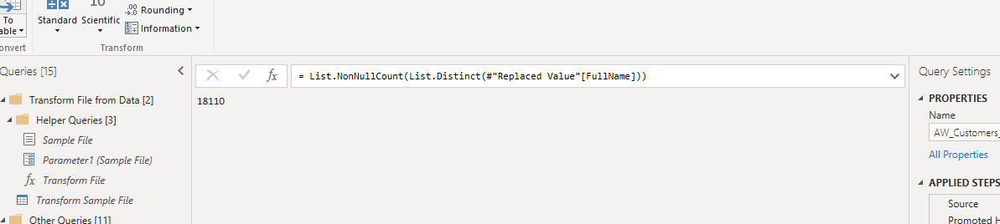 To
able
onvert
Standard
10
Scientific
.00
Rounding
Information
Transform
Queries [15]
= List.NonNullCount(List.Distinct(#"Replaced Value"[FullName]))
Query Settings
18110
Transform File from Data [2]
Helper Queries [3]
Sample File
Parameter1 (Sample File)
fx Transform File
Transform Sample File
Other Queries [11]
PROPERTIES
Name
AW_Customers_
All Properties
APPLIED STEPS
Source
Promoted H